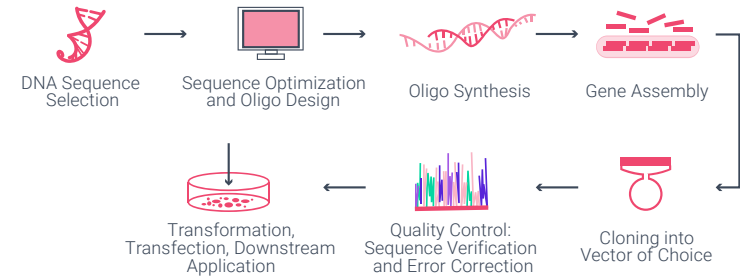 DNA Sequence
Selection
Sequence Optimization
and Oligo Design
Oligo Synthesis
Gene Assembly
Transformation,
Transfection, Downstream
Application
Quality Control:
Sequence Verification
and Error Correction
Cloning into
Vector of Choice